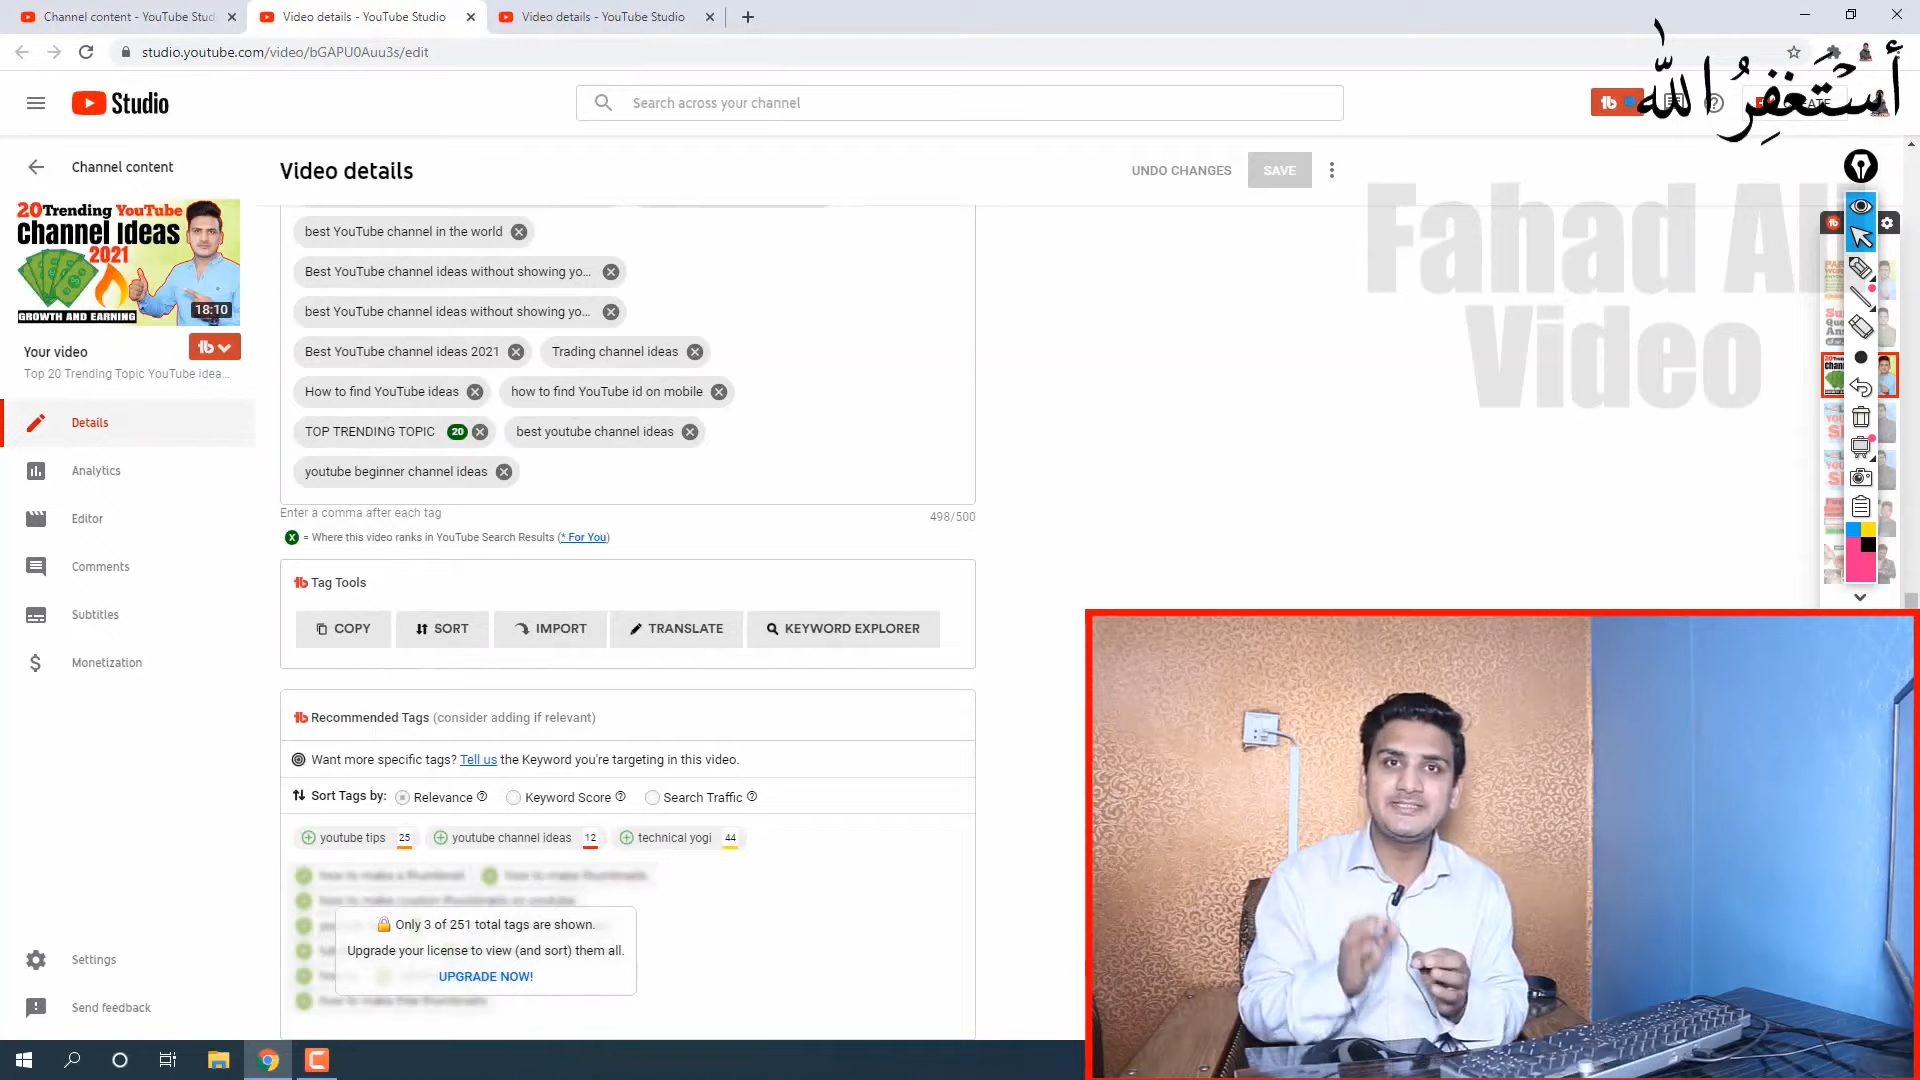 Channel content - YouTube Stud
Video details - YouTube Studio
Video details - YouTube Studio
studio.youtube.com/video/bGAPU0Auu3s/edit
أَسْتَغْفِرُ اللّٰه
Studio
Search across your channel
Channel content
Video details
UNDO CHANGES
SAVE
Fahad Al
Video
20 Trending YouTube
Channel Ideas
2021
GROWTH AND EARNING
18:10
Your video
Top 20 Trending Topic YouTube idea...
Details
Analytics
Editor
Comments
Subtitles
Monetization
Settings
Send feedback
best YouTube channel in the world
Best YouTube channel ideas without showing yo...
best YouTube channel ideas without showing yo...
Best YouTube channel ideas 2021 Trading channel ideas
How to find YouTube ideas how to find YouTube id on mobile
TOP TRENDING TOPIC 20 best youtube channel ideas
youtube beginner channel ideas
Enter a comma after each tag 498/500
X = Where this video ranks in YouTube Search Results (* For You)
tb Tag Tools
COPY SORT IMPORT TRANSLATE KEYWORD EXPLORER
tb Recommended Tags (consider adding if relevant)
Want more specific tags? Tell us the Keyword you're targeting in this video.
Sort Tags by: Relevance Keyword Score Search Traffic
youtube tips 25 youtube channel ideas 12 technical yogi 44
Only 3 of 251 total tags are shown.
Upgrade your license to view (and sort) them all.
UPGRADE NOW!